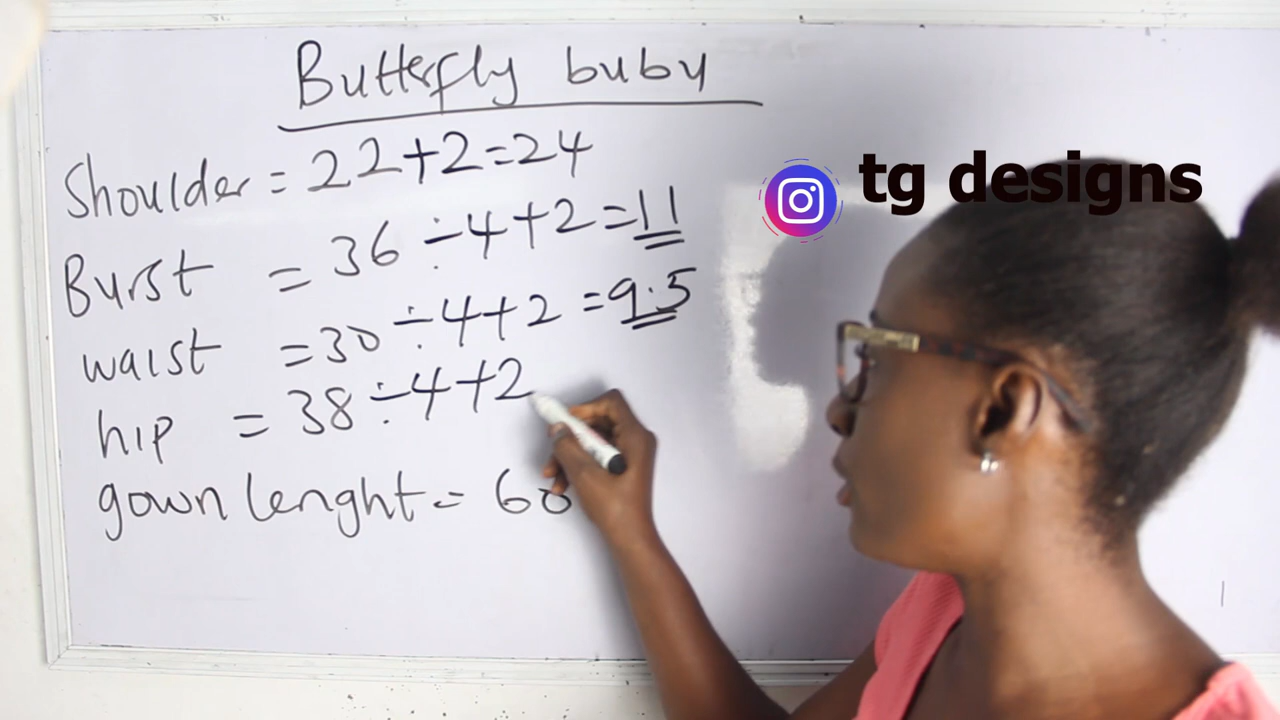 Butterfly buby
Shoulder = 22+2=24
Burst = 36 ÷4+2 =11
waist =30 ÷4+2 =9.5
hip = 38 ÷4+2
gown lenght = 60
tg designs